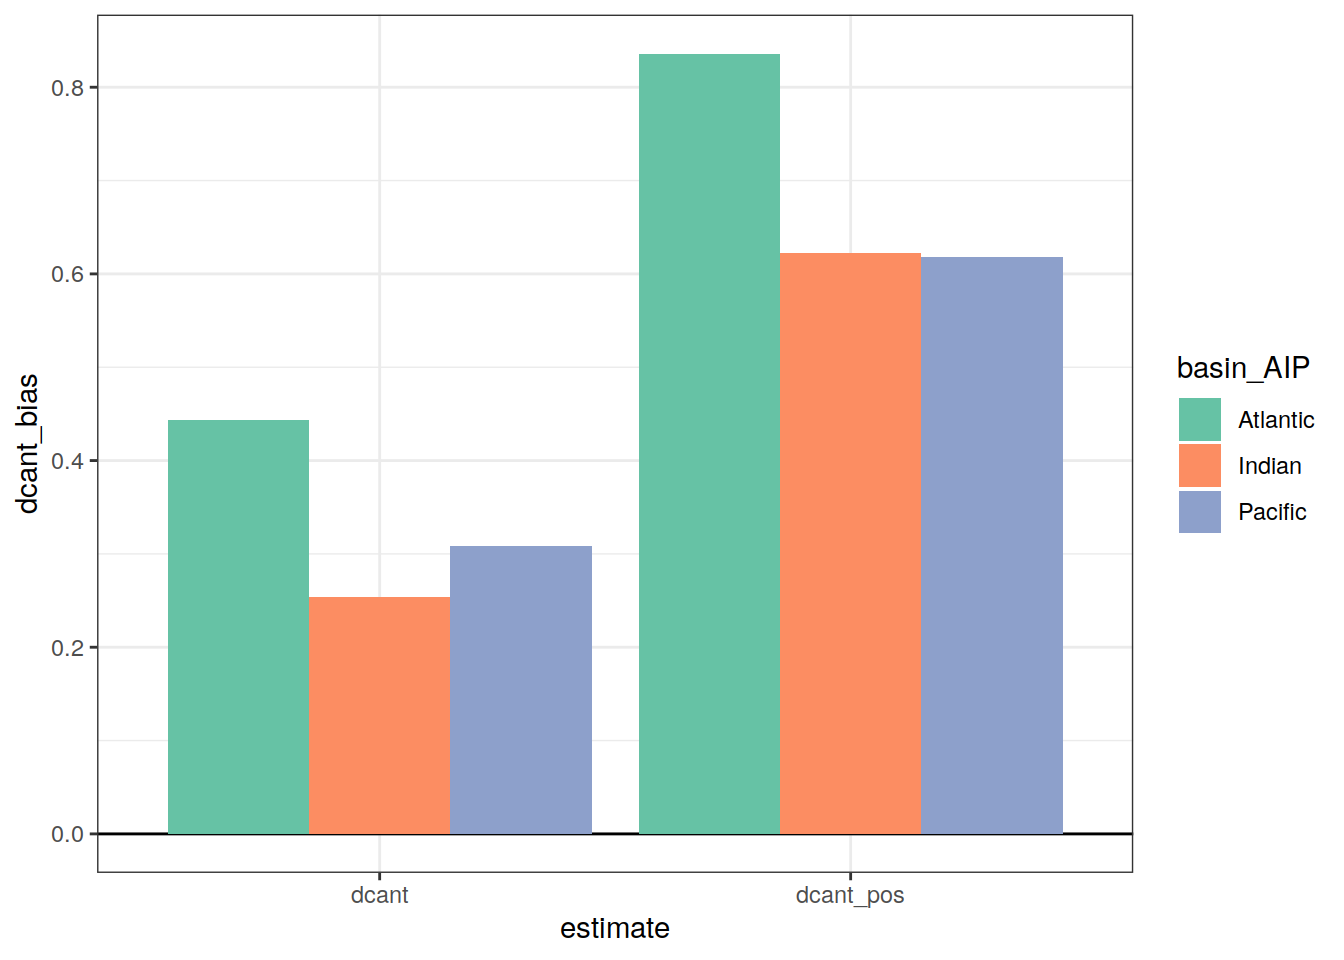 0.8
0.6
0.4
0.2
0.0
dcant_bias
dcant
dcant_pos
estimate
basin_AIP
Atlantic
Indian
Pacific